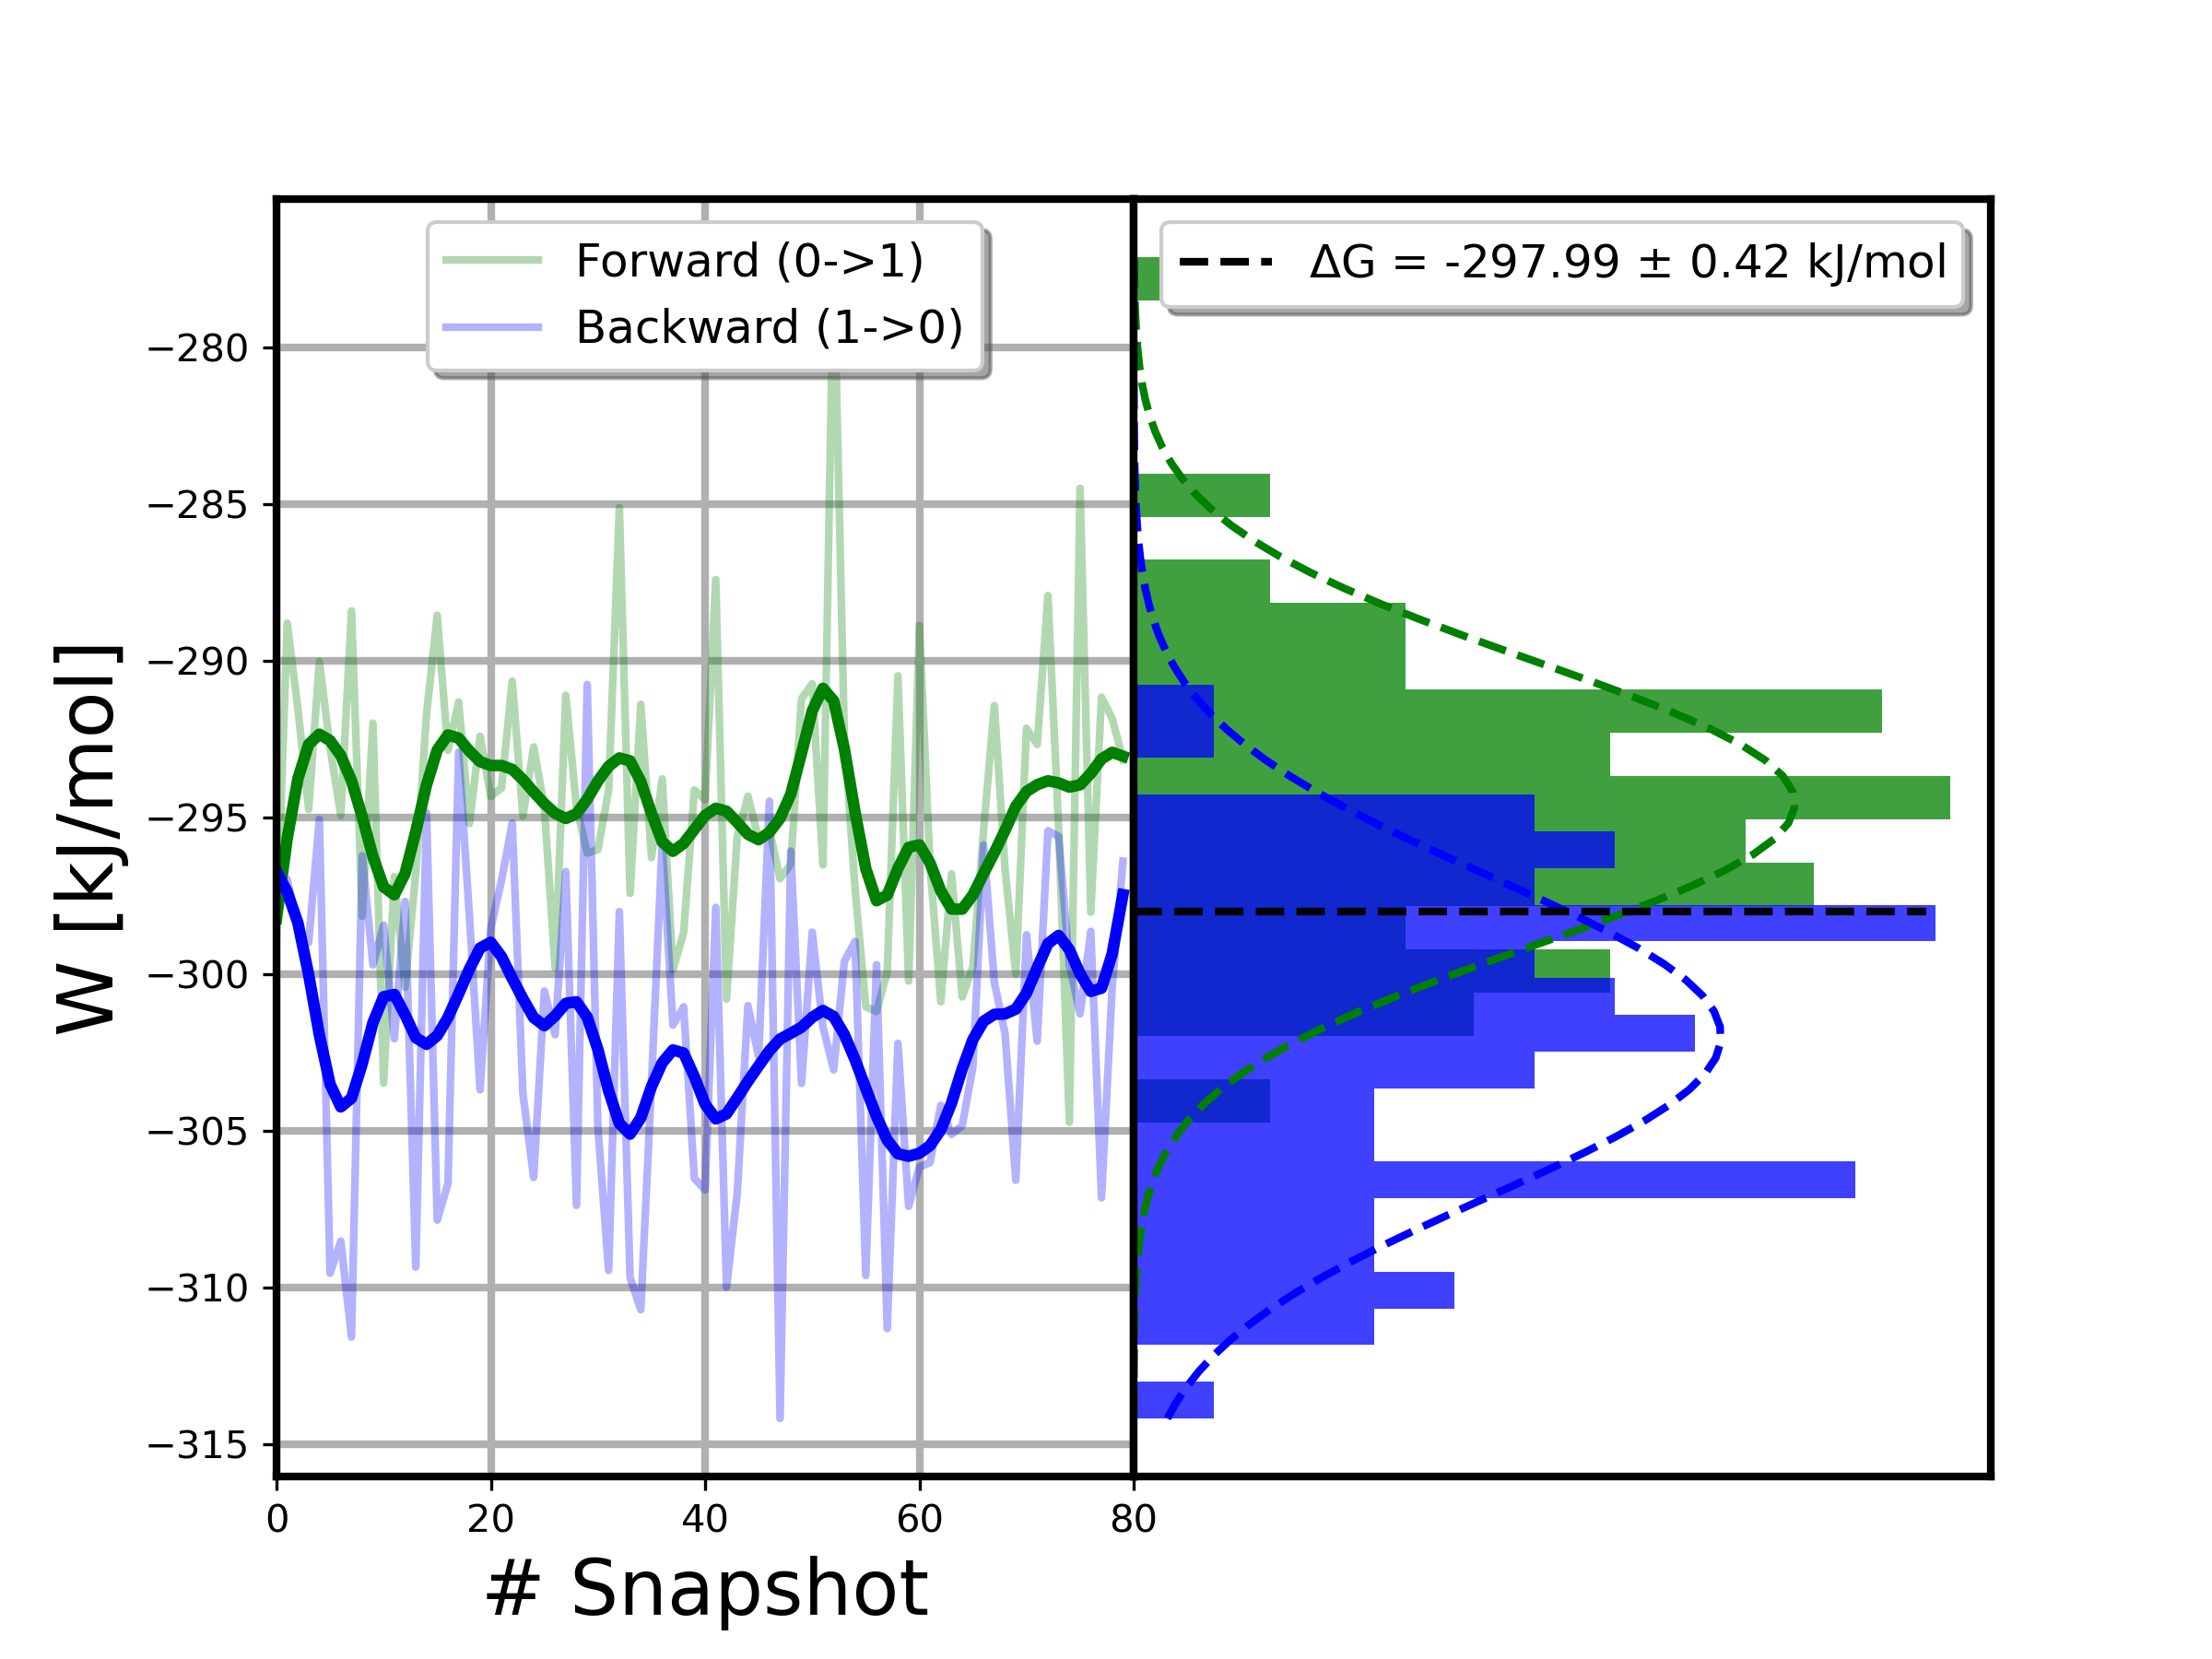 Forward (0->1)
Backward (1->0)
ΔG = -297.99 ± 0.42 kJ/mol
−280
−285
−290
−295
−300
−305
−310
−315
W [kJ/mol]
0 20 40 60 80
# Snapshot